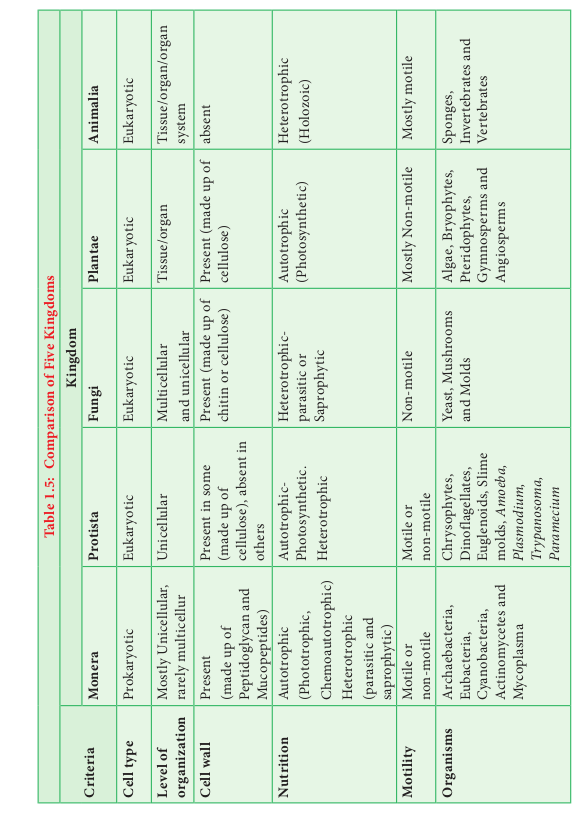 Table 1.5: Comparison of Five Kingdoms
Criteria
Kingdom
Monera
Protista
Fungi
Plantae
Animalia
Cell type
Prokaryotic
Eukaryotic
Eukaryotic
Eukaryotic
Eukaryotic
Level of
organization
Mostly Unicellular,
rarely multicellur
Unicellular
Multicellular
and unicellular
Tissue/organ
Tissue/organ/organ
system
Cell wall
Present
(made up of
Peptidoglycan and
Mucopeptides)
Present in some
(made up of
cellulose), absent in
others
Present (made up of
chitin or cellulose)
Present (made up of
cellulose)
absent
Nutrition
Autotrophic
(Phototrophic,
Chemoautotrophic)
Heterotrophic
(parasitic and
saprophytic)
Autotrophic-
Photosynthetic.
Heterotrophic
Heterotrophic-
parasitic or
Saprophytic
Autotrophic
(Photosynthetic)
Heterotrophic
(Holozoic)
Motility
Motile or
non-motile
Motile or
non-motile
Non-motile
Mostly Non-motile
Mostly motile
Organisms
Archaebacteria,
Eubacteria,
Cyanobacteria,
Actinomycetes and
Mycoplasma
Chrysophytes,
Dinoflagellates,
Euglenoids, Slime
molds, Amoeba,
Plasmodium,
Trypanosoma,
Paramecium
Yeast, Mushrooms
and Molds
Algae, Bryophytes,
Pteridophytes,
Gymnosperms and
Angiosperms
Sponges,
Invertebrates and
Vertebrates